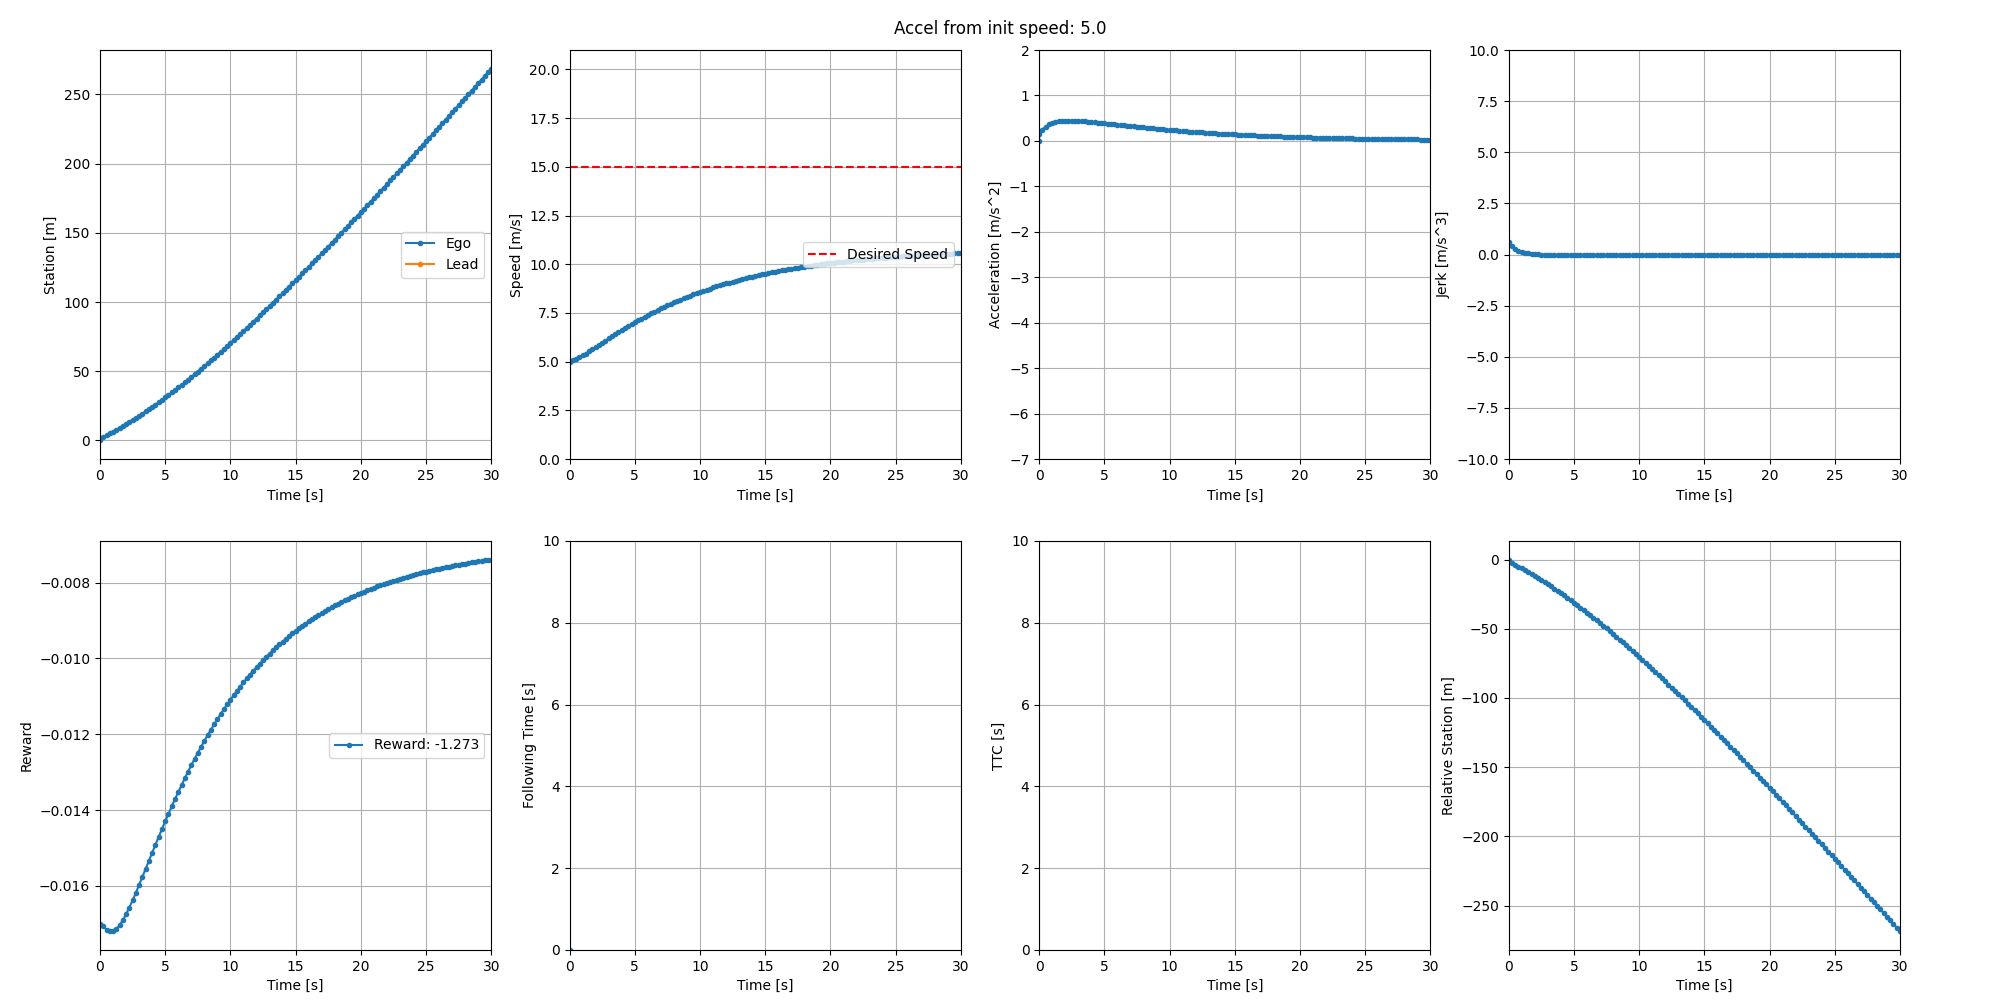 Accel from init speed: 5.0
Station [m]
250
200
150
100
50
0
Ego
Lead
0 5 10 15 20 25 30
Time [s]
Speed [m/s]
20.0
17.5
15.0
12.5
10.0
7.5
5.0
2.5
0.0
Desired Speed
0 5 10 15 20 25 30
Time [s]
Acceleration [m/s^2]
2
1
0
−1
−2
−3
−4
−5
−6
−7
0 5 10 15 20 25 30
Time [s]
Jerk [m/s^3]
10.0
7.5
5.0
2.5
0.0
−2.5
−5.0
−7.5
−10.0
0 5 10 15 20 25 30
Time [s]
Reward
−0.008
−0.010
−0.012
−0.014
−0.016
Reward: -1.273
0 5 10 15 20 25 30
Time [s]
Following Time [s]
10
8
6
4
2
0
0 5 10 15 20 25 30
Time [s]
TTC [s]
10
8
6
4
2
0
0 5 10 15 20 25 30
Time [s]
Relative Station [m]
0
−50
−100
−150
−200
−250
0 5 10 15 20 25 30
Time [s]